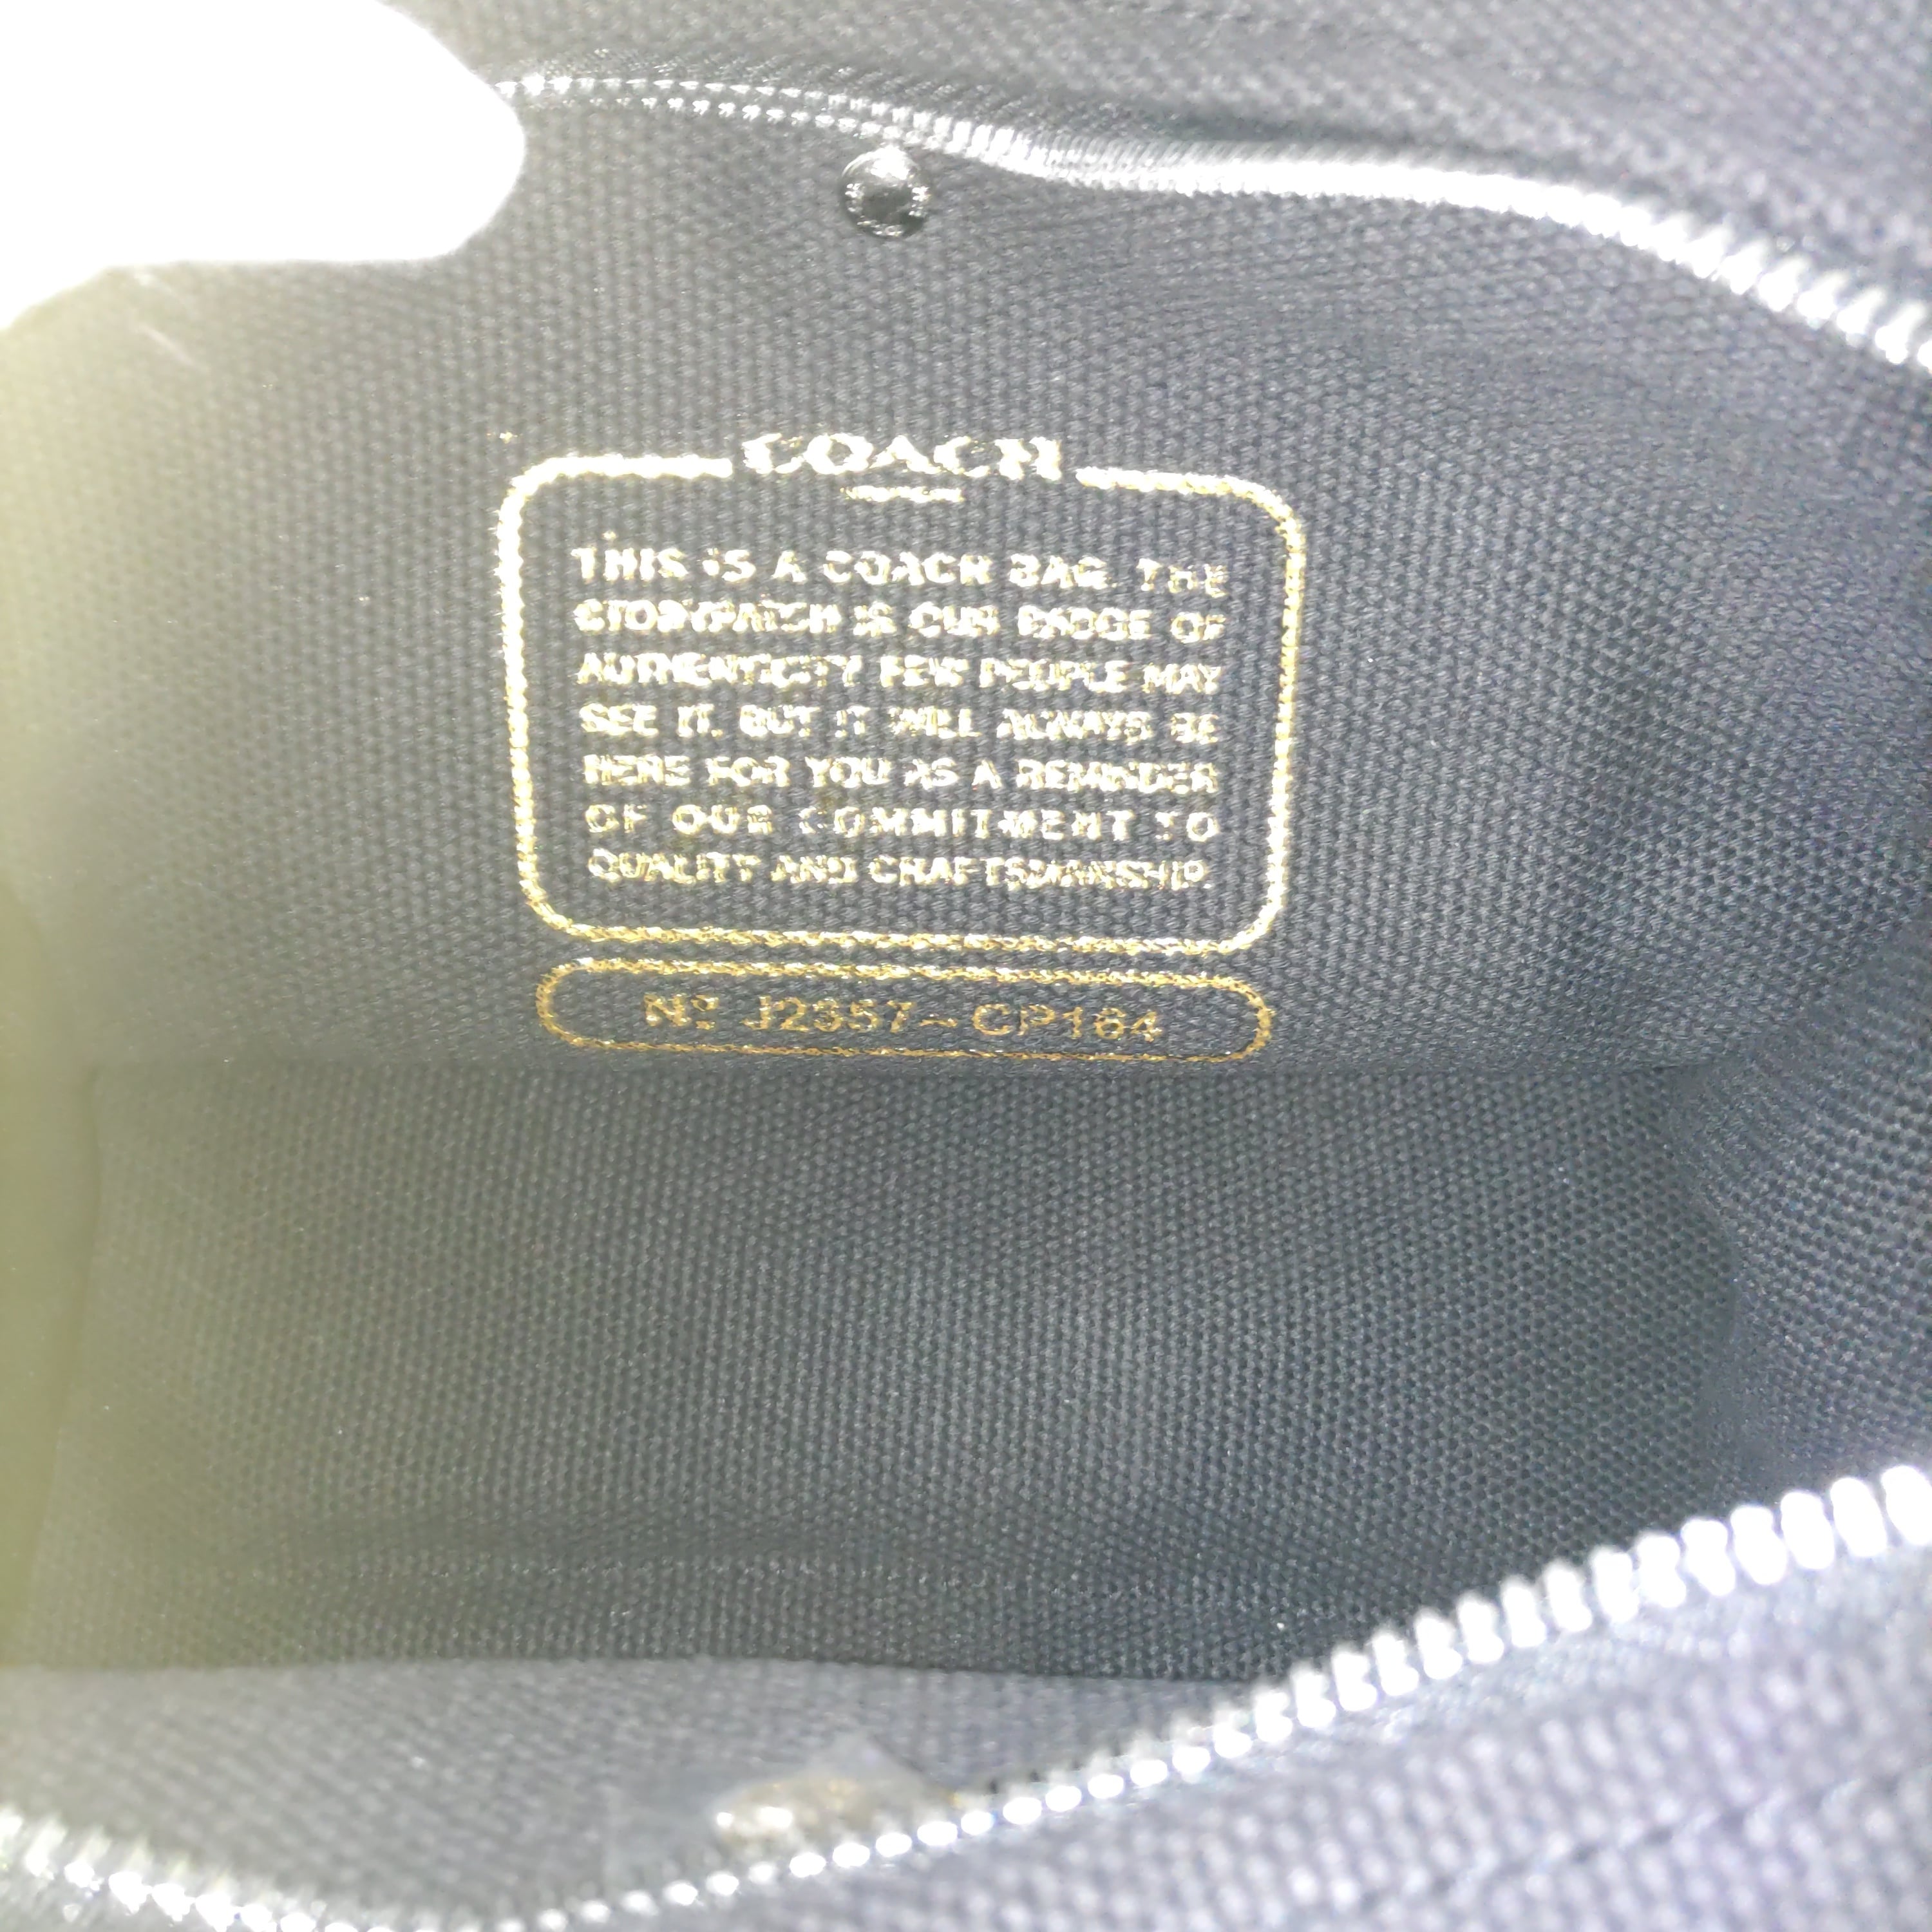 COACH
THIS IS A COACH BAG. THE
STORYPATCH IS OUR BADGE OF
AUTHENTICITY FEW PEOPLE MAY
SEE IT. BUT IT WILL ALWAYS BE
HERE FOR YOU AS A REMINDER
OF OUR COMMITMENT TO
QUALITY AND CRAFTSMANSHIP.
Nº J2357-CP164